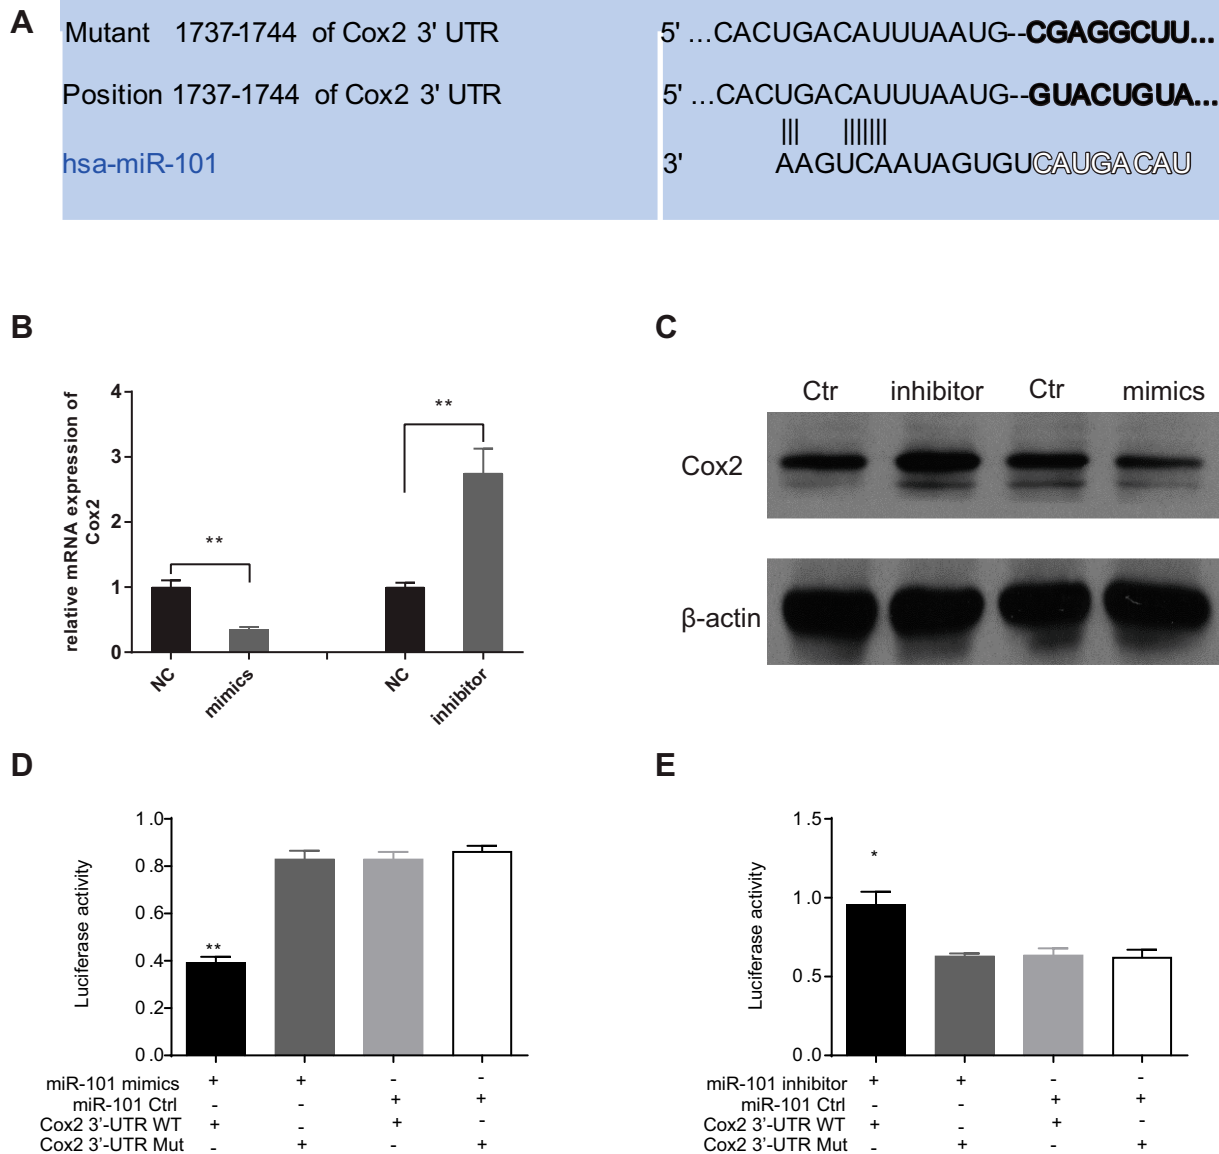 A
Mutant 1737-1744 of Cox2 3' UTR 5' ...CACUGACAUUUAAUG--CGAGGCUU...
Position 1737-1744 of Cox2 3' UTR 5' ...CACUGACAUUUAAUG--GUACUGUA...
hsa-miR-101 3' AAGUCAAUAGUGUCAUGACAU
B
relative mRNA expression of
Cox2
4
3
2
1
0
**
**
NC
mimics
NC
inhibitor
C
Ctr inhibitor Ctr mimics
Cox2
β-actin
D
Luciferase activity
1.0
0.8
0.6
0.4
0.2
0.0
**
miR-101 mimics + + - -
miR-101 Ctrl - - + +
Cox2 3'-UTR WT + - + -
Cox2 3'-UTR Mut - + - +
E
Luciferase activity
1.5
1.0
0.5
0.0
*
miR-101 inhibitor + + - -
miR-101 Ctrl - - + +
Cox2 3'-UTR WT + - + -
Cox2 3'-UTR Mut - + - +